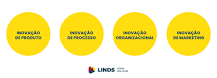 INOVAÇÃO
DE PRODUTO
INOVAÇÃO
DE PROCESSO
INOVAÇÃO
ORGANIZACIONAL
INOVAÇÃO
DE MARKETING
LINDS